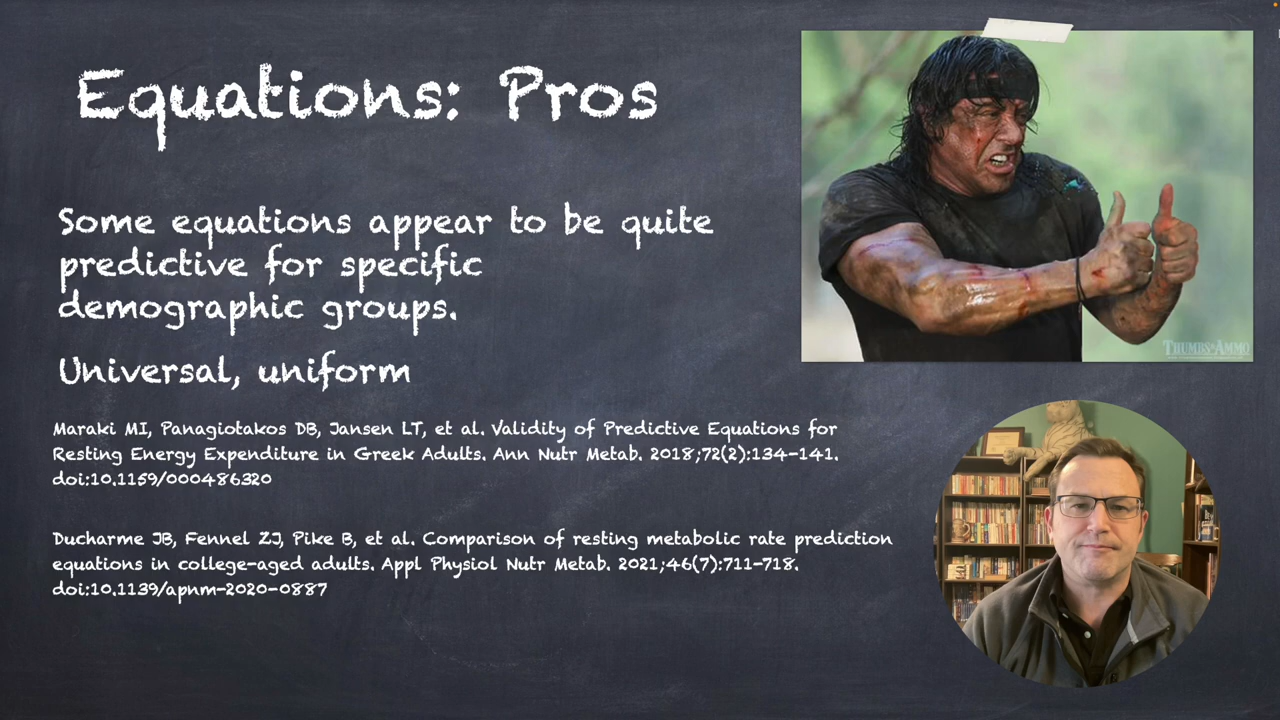 Equations: Pros
Some equations appear to be quite
predictive for specific
demographic groups.
Universal, uniform
Maraki MI, Panagiotakos DB, Jansen LT, et al. Validity of Predictive Equations for
Resting Energy Expenditure in Greek Adults. Ann Nutr Metab. 2018;72(2):134-141.
doi:10.1159/000486320
Ducharme JB, Fennel ZJ, Pike B, et al. Comparison of resting metabolic rate prediction
equations in college-aged adults. Appl Physiol Nutr Metab. 2021;46(7):711-718.
doi:10.1139/apnm-2020-0887
THUMBS & AMMO